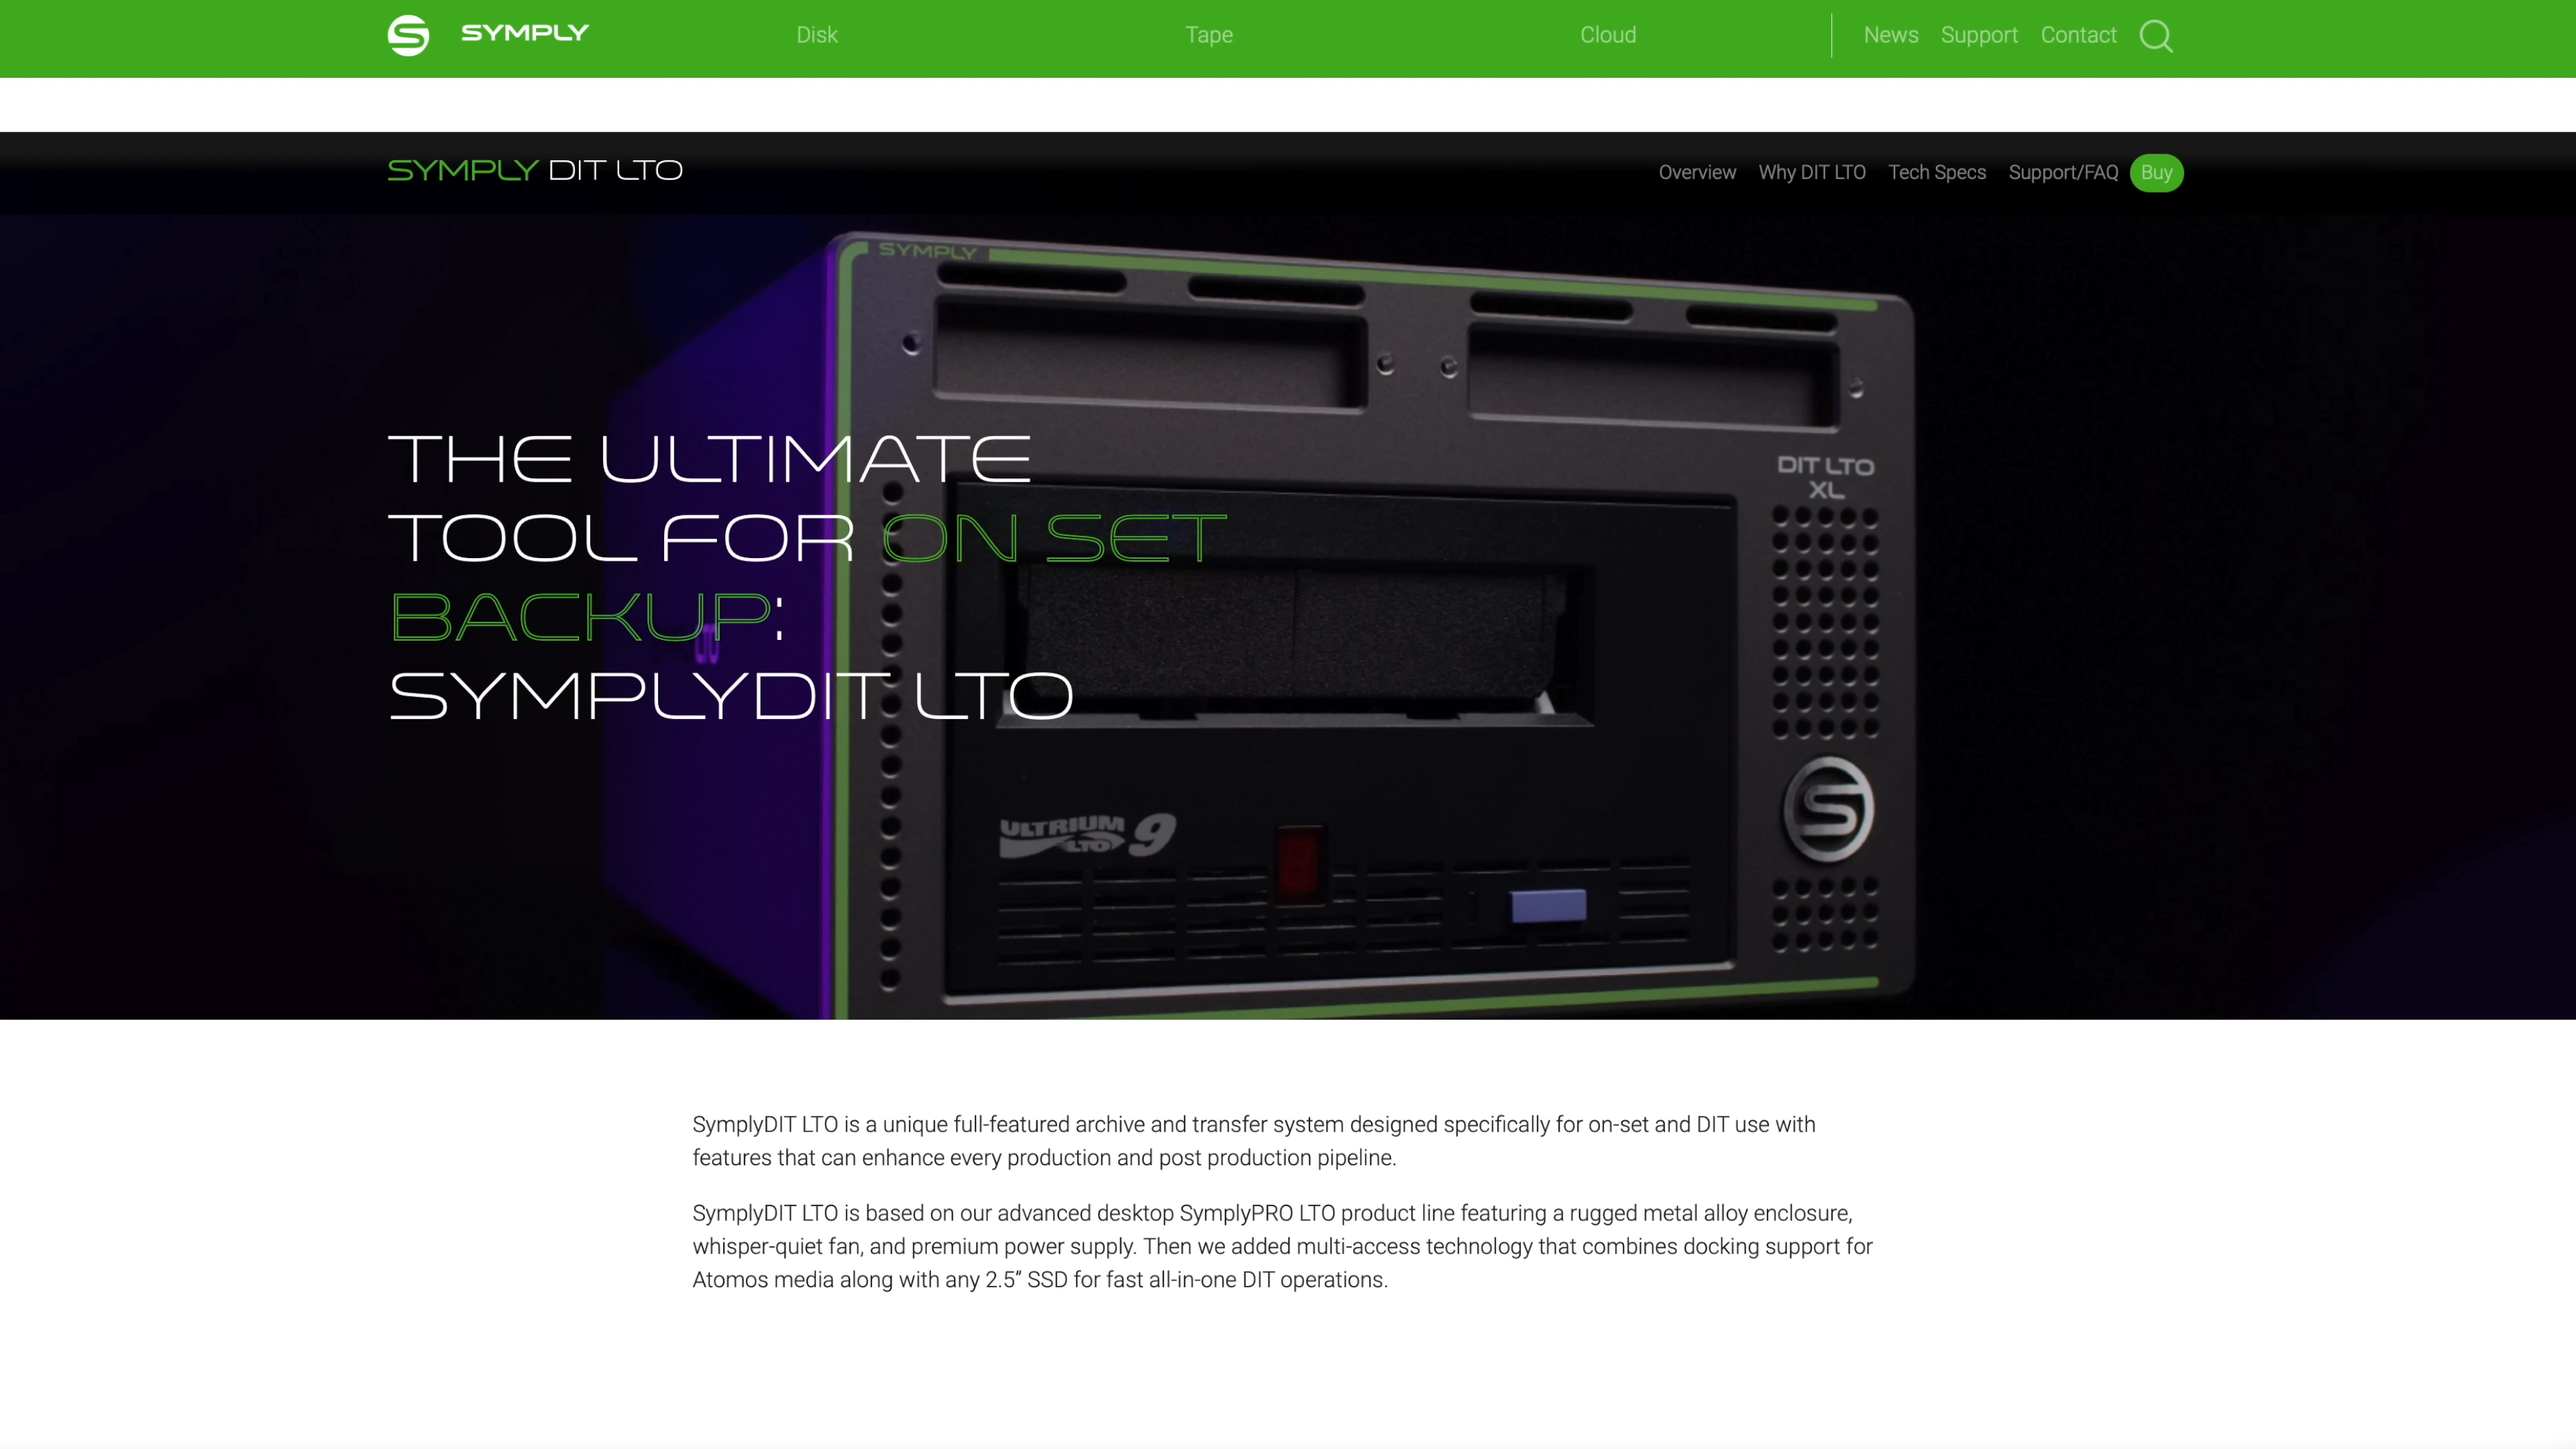 SYMPLY Disk Tape Cloud News Support Contact
SYMPLY DIT LTO Overview Why DIT LTO Tech Specs Support/FAQ Buy
SYMPLY
THE ULTIMATE
TOOL FOR ON SET
BACKUP:
SYMPLYDIT LTO
DIT LTO
XL
ULTRIUM
LTO 9
SymplyDIT LTO is a unique full-featured archive and transfer system designed specifically for on-set and DIT use with
features that can enhance every production and post production pipeline.
SymplyDIT LTO is based on our advanced desktop SymplyPRO LTO product line featuring a rugged metal alloy enclosure,
whisper-quiet fan, and premium power supply. Then we added multi-access technology that combines docking support for
Atomos media along with any 2.5” SSD for fast all-in-one DIT operations.